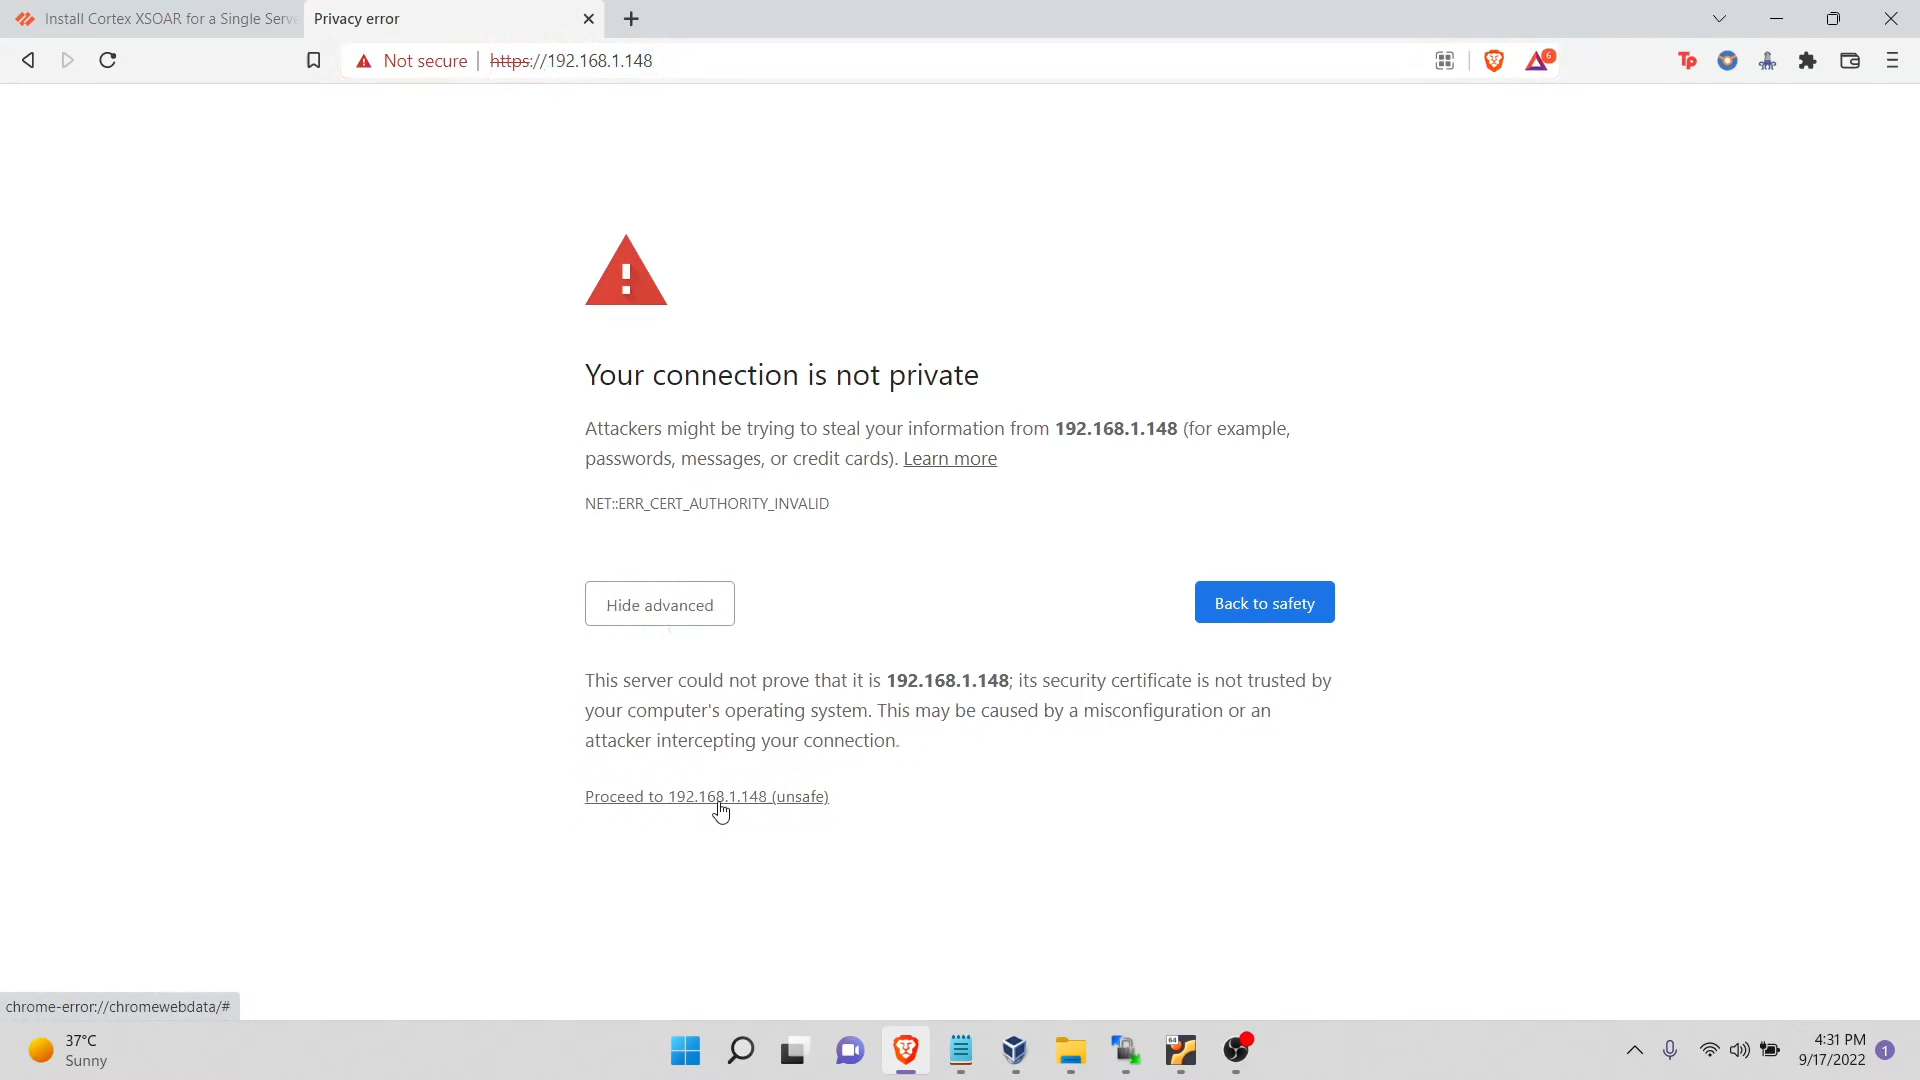 Install Cortex XSOAR for a Single Serve
Privacy error
Not secure
https://192.168.1.148
6
Tp
Your connection is not private
Attackers might be trying to steal your information from 192.168.1.148 (for example,
passwords, messages, or credit cards). Learn more
NET::ERR_CERT_AUTHORITY_INVALID
Hide advanced
Back to safety
This server could not prove that it is 192.168.1.148; its security certificate is not trusted by
your computer's operating system. This may be caused by a misconfiguration or an
attacker intercepting your connection.
Proceed to 192.168.1.148 (unsafe)
chrome-error://chromewebdata/#
37°C
Sunny
64
4:31 PM
9/17/2022
1